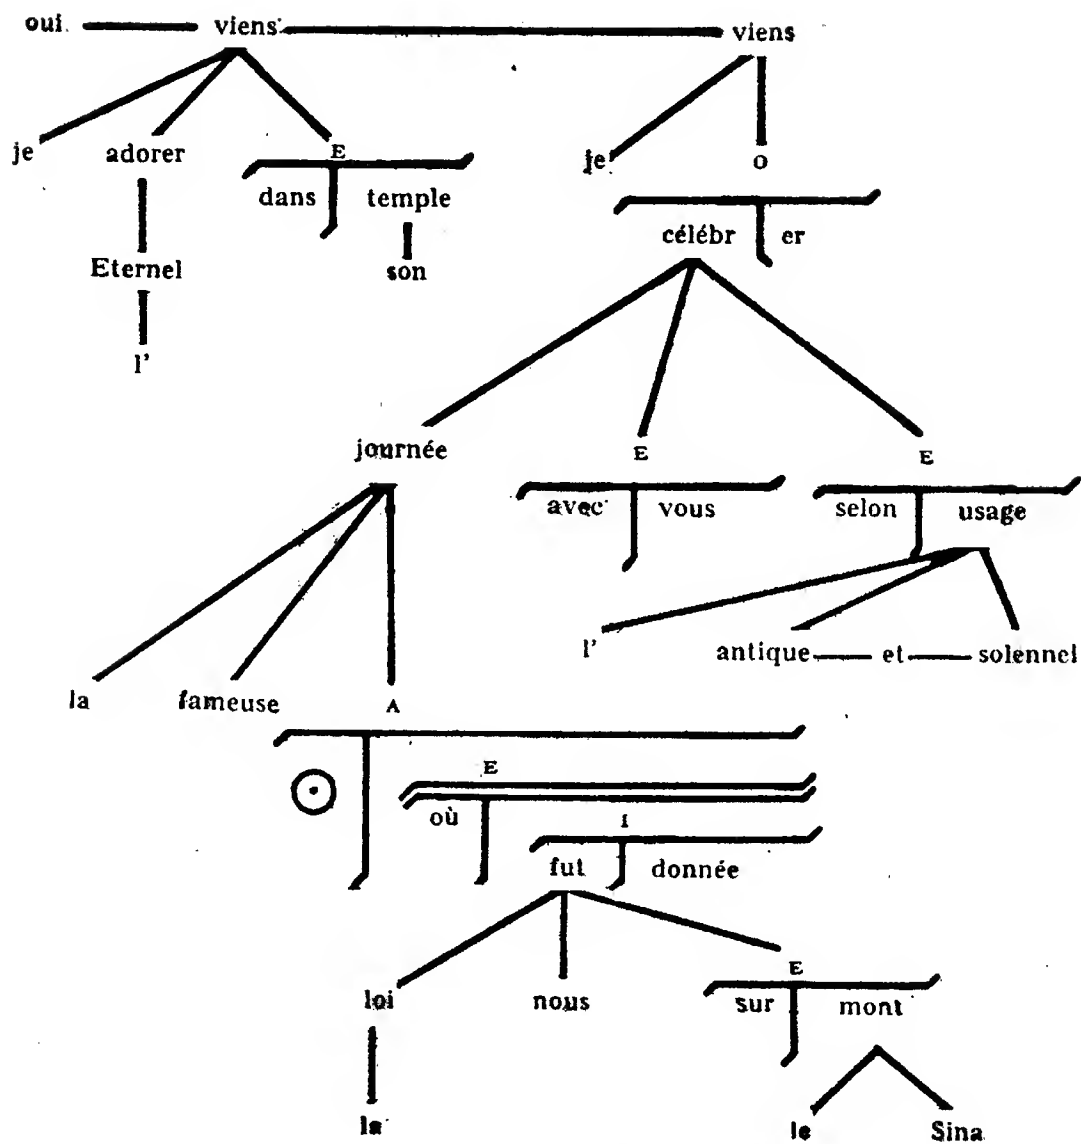 oui viens viens
je adorer E je O
dans temple
célébr er
Eternel son
l'
journée E E
avec vous selon usage
l' antique et solennel
la fameuse A
E
où I
fut donnée
E
loi nous sur mont
la le Sina